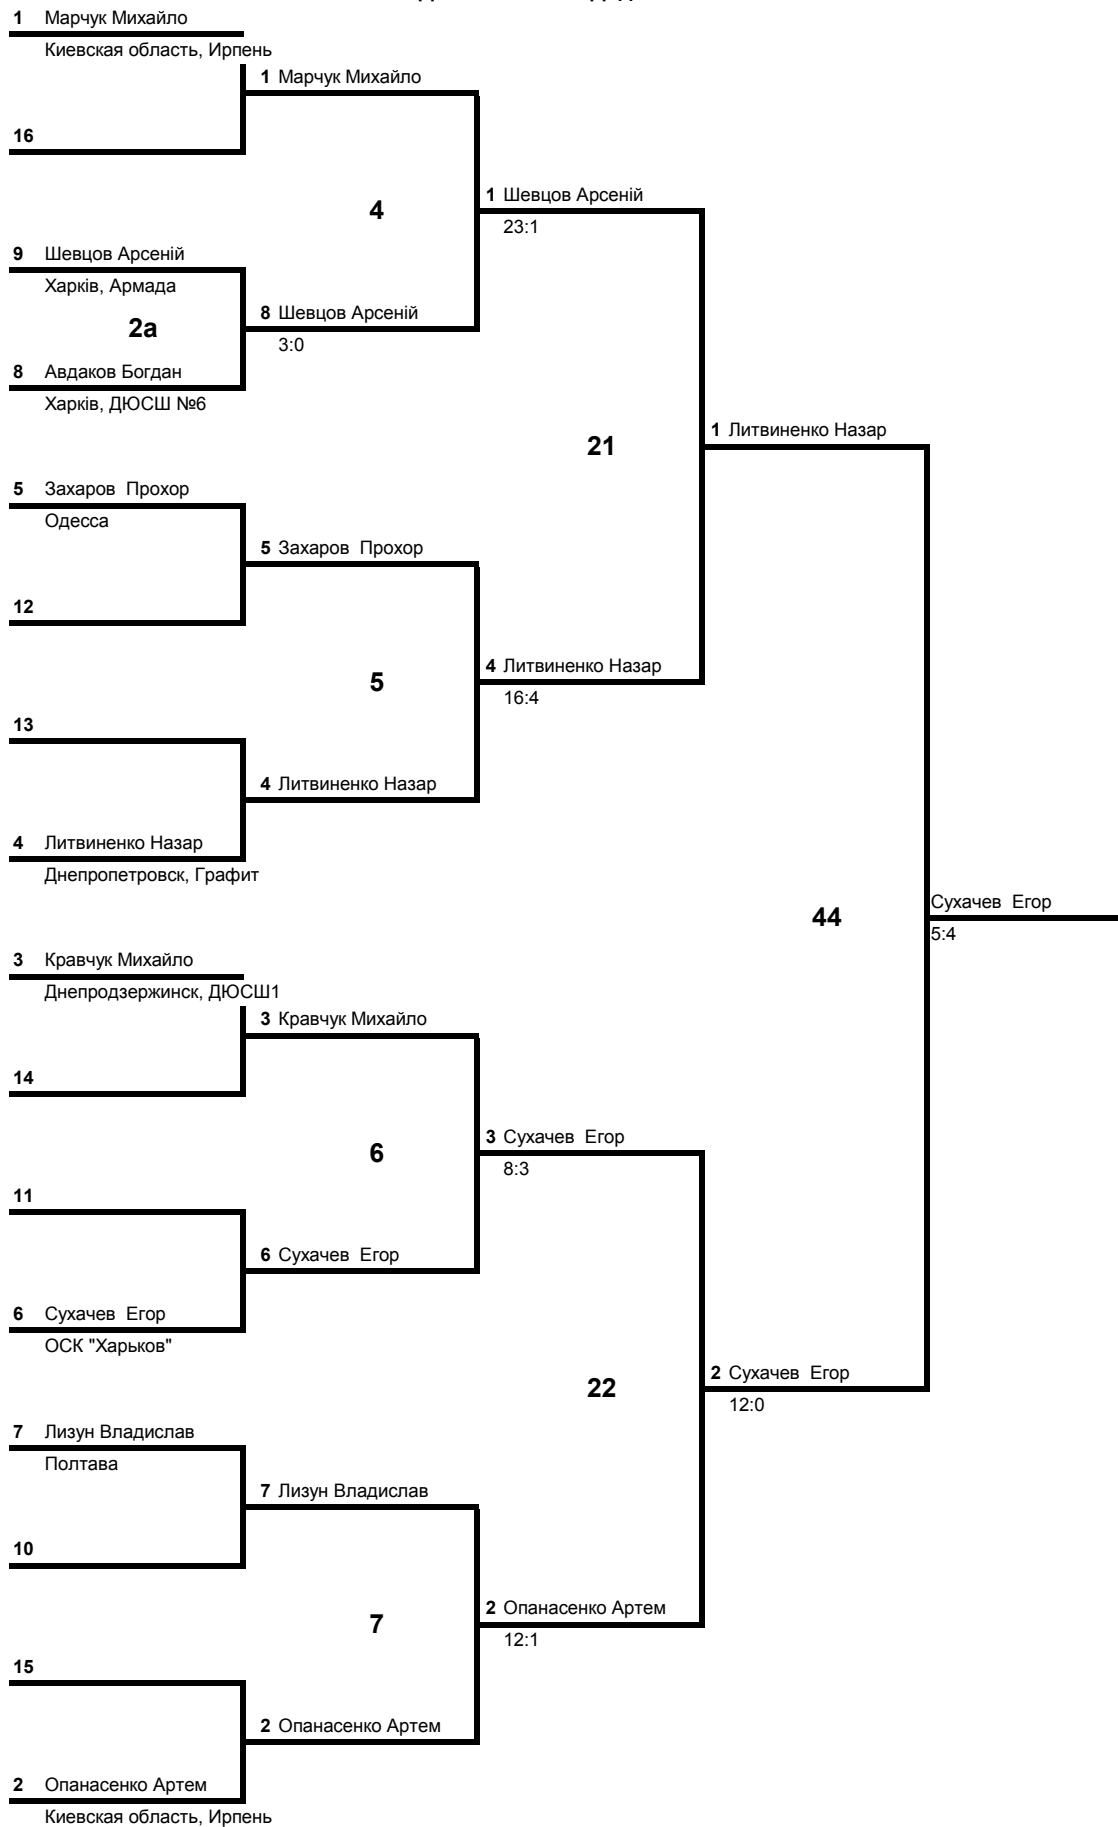 1 Марчук Михайло
Киевская область, Ирпень
1 Марчук Михайло
16
1 Шевцов Арсеній
4
23:1
9 Шевцов Арсеній
Харків, Армада
8 Шевцов Арсеній
2а
3:0
8 Авдаков Богдан
Харків, ДЮСШ №6
1 Литвиненко Назар
21
5 Захаров Прохор
Одесса
5 Захаров Прохор
12
4 Литвиненко Назар
5
16:4
13
4 Литвиненко Назар
4 Литвиненко Назар
Днепропетровск, Графит
Сухачев Егор
44
5:4
3 Кравчук Михайло
Днепродзержинск, ДЮСШ1
3 Кравчук Михайло
14
3 Сухачев Егор
6
8:3
11
6 Сухачев Егор
6 Сухачев Егор
ОСК "Харьков"
2 Сухачев Егор
22
12:0
7 Лизун Владислав
Полтава
7 Лизун Владислав
10
2 Опанасенко Артем
7
12:1
15
2 Опанасенко Артем
2 Опанасенко Артем
Киевская область, Ирпень